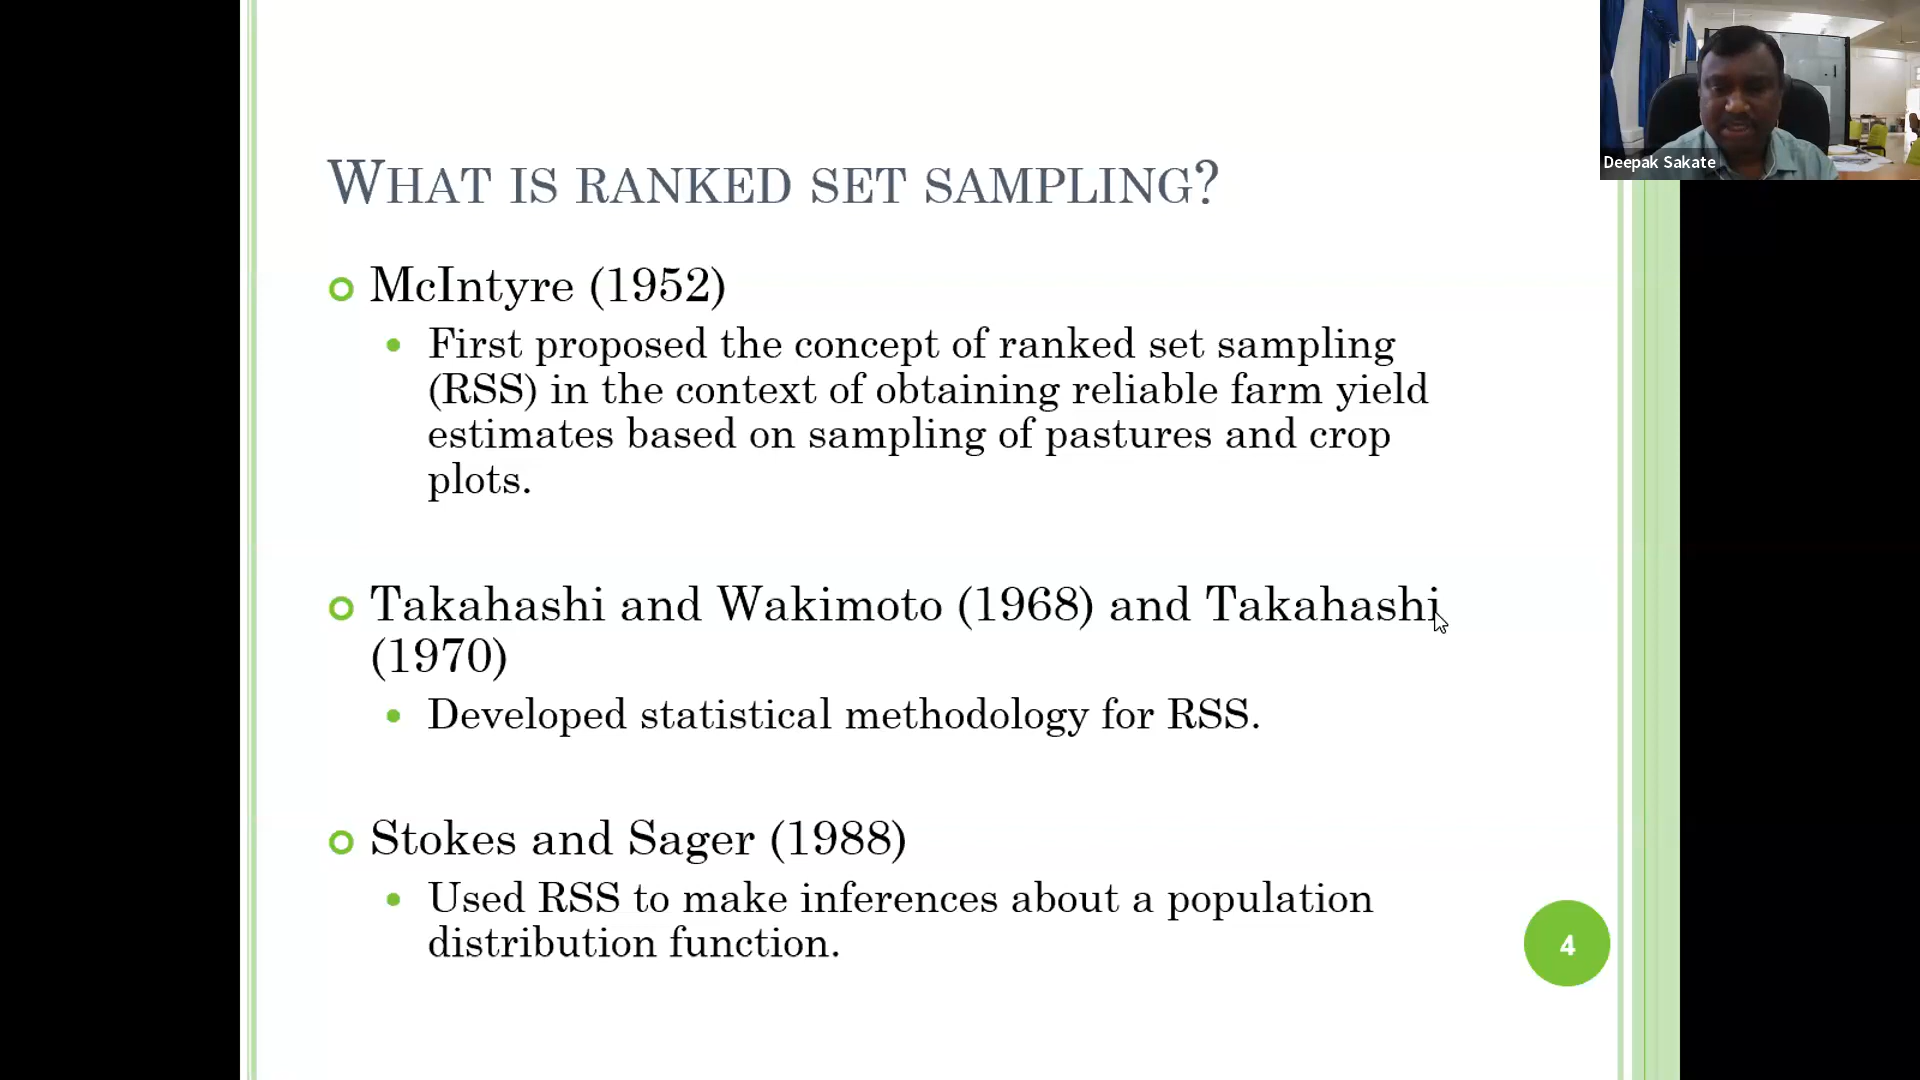 Deepak Sakate
WHAT IS RANKED SET SAMPLING?
McIntyre (1952)
First proposed the concept of ranked set sampling
(RSS) in the context of obtaining reliable farm yield
estimates based on sampling of pastures and crop
plots.
Takahashi and Wakimoto (1968) and Takahashi
(1970)
Developed statistical methodology for RSS.
Stokes and Sager (1988)
Used RSS to make inferences about a population
distribution function.
4